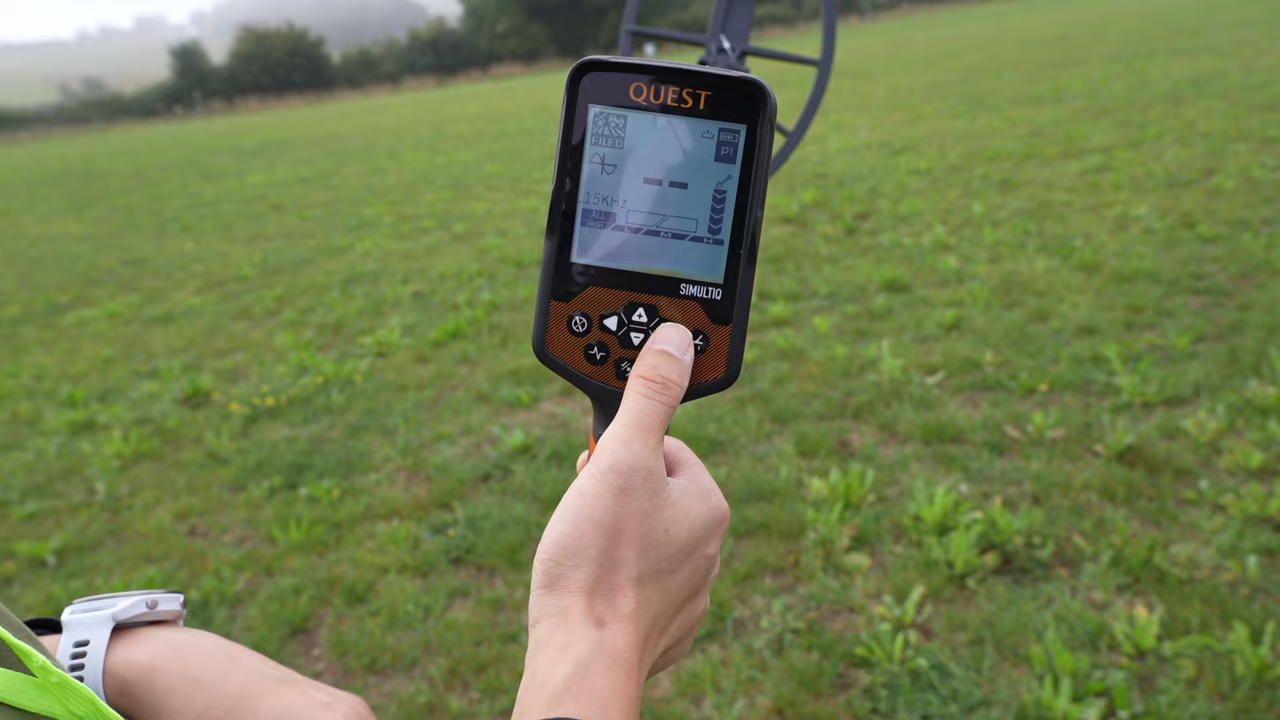 QUEST
FILED
P1
15KHz
ALL
M H
SIMULTIQ